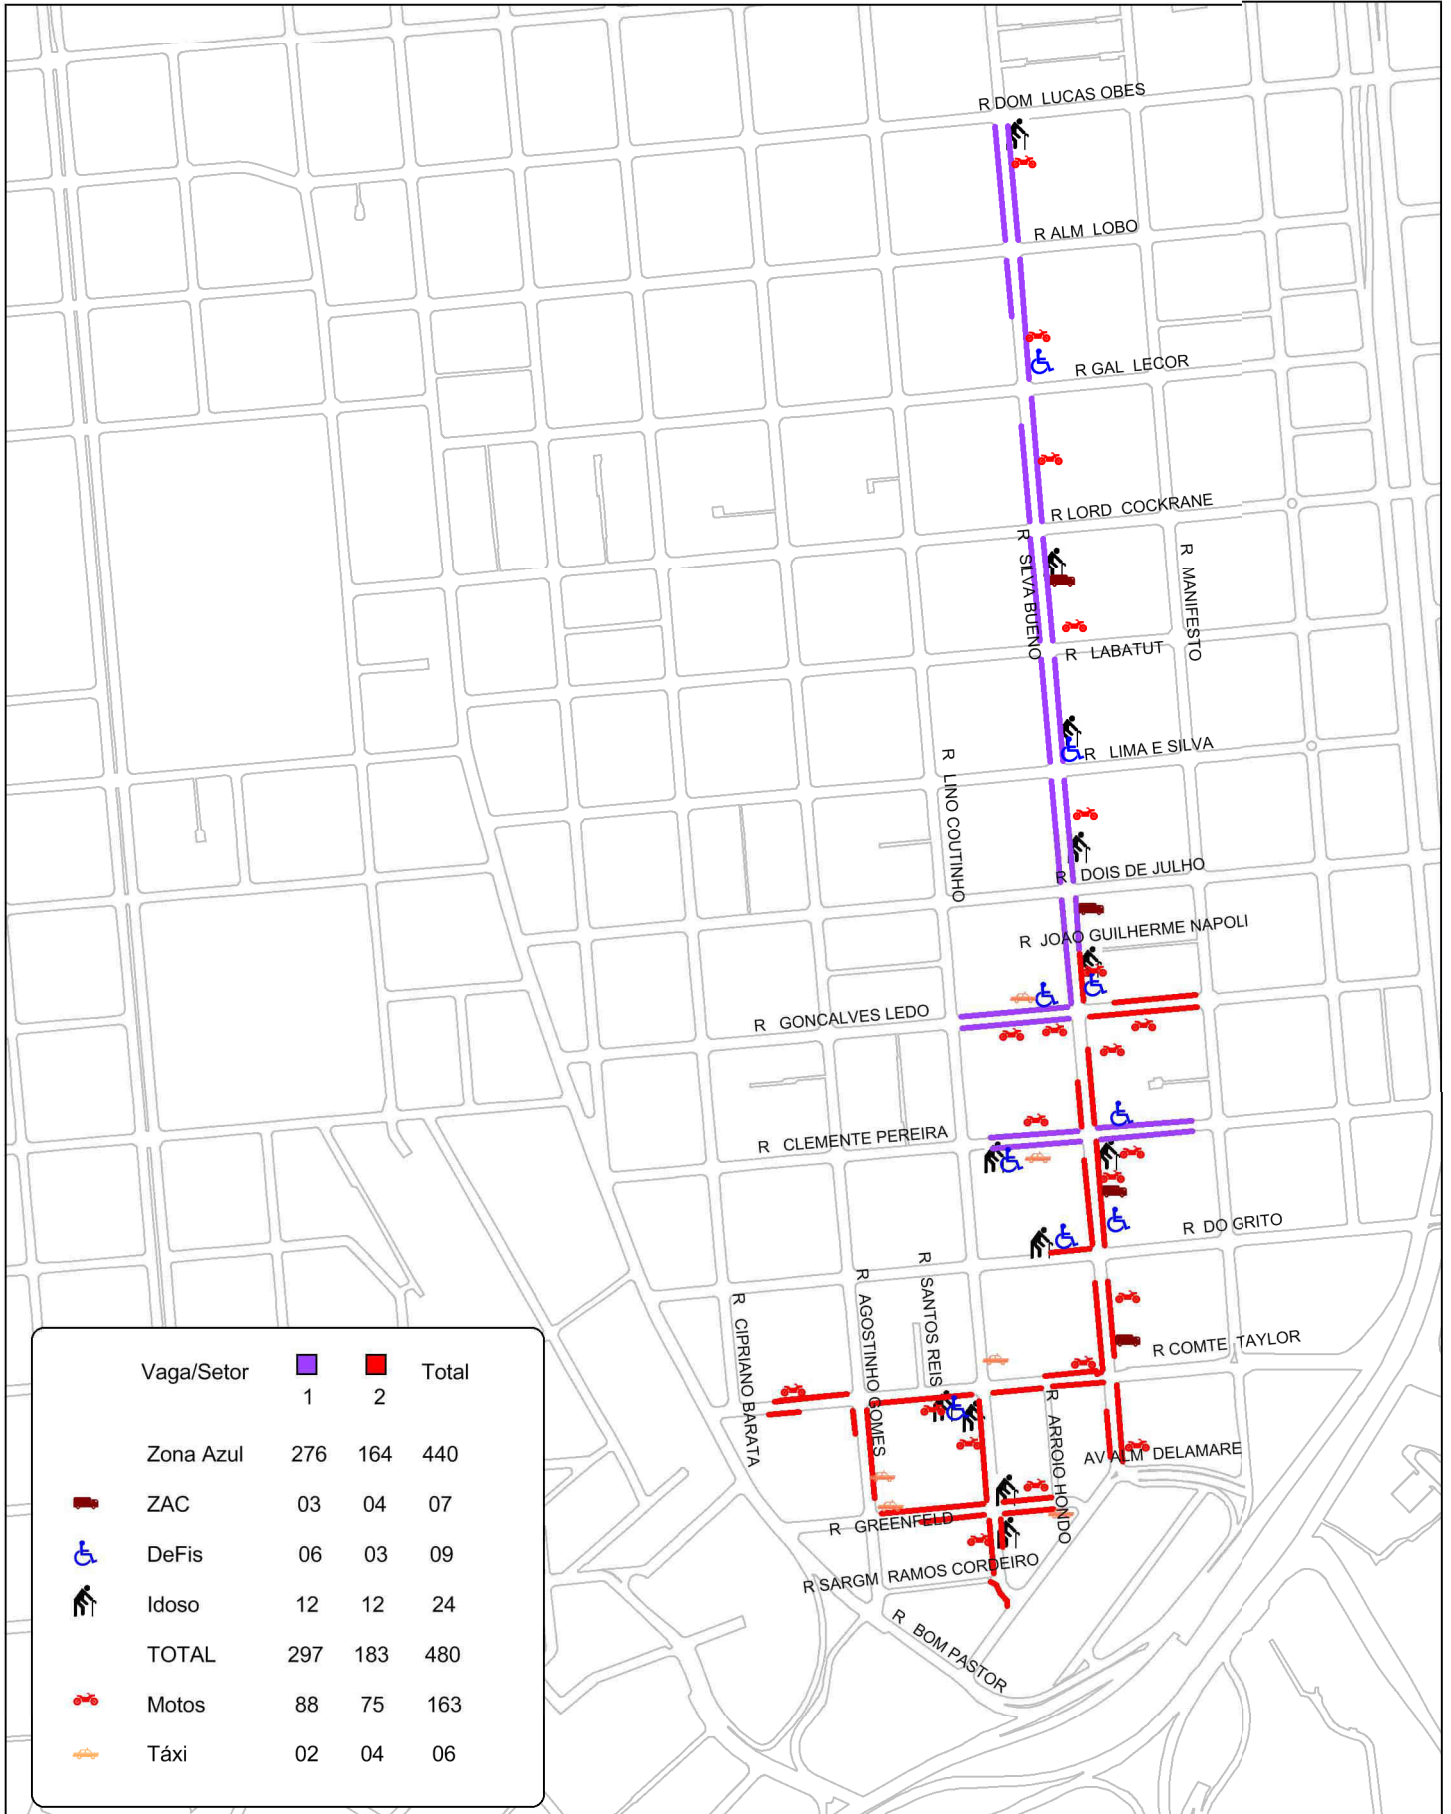 R DOM LUCAS OBES
R ALM LOBO
R GAL LECOR
R LORD COCKRANE
R SILVA BUENO
R MANIFESTO
R LABATUT
R LIMA E SILVA
R LINO COUTINHO
R DOIS DE JULHO
R JOAO GUILHERME NAPOLI
R GONCALVES LEDO
R CLEMENTE PEREIRA
R DO GRITO
R SANTOS REIS
R AGOSTINHO GOMES
R CIPRIANO BARATA
R COMTE TAYLOR
R ARROIO HONDO
AV ALM DELAMARE
R GREENFELD
R SARGM RAMOS CORDEIRO
R BOM PASTOR
Vaga/Setor 1 2 Total
Zona Azul 276 164 440
ZAC 03 04 07
DeFis 06 03 09
Idoso 12 12 24
TOTAL 297 183 480
Motos 88 75 163
Táxi 02 04 06